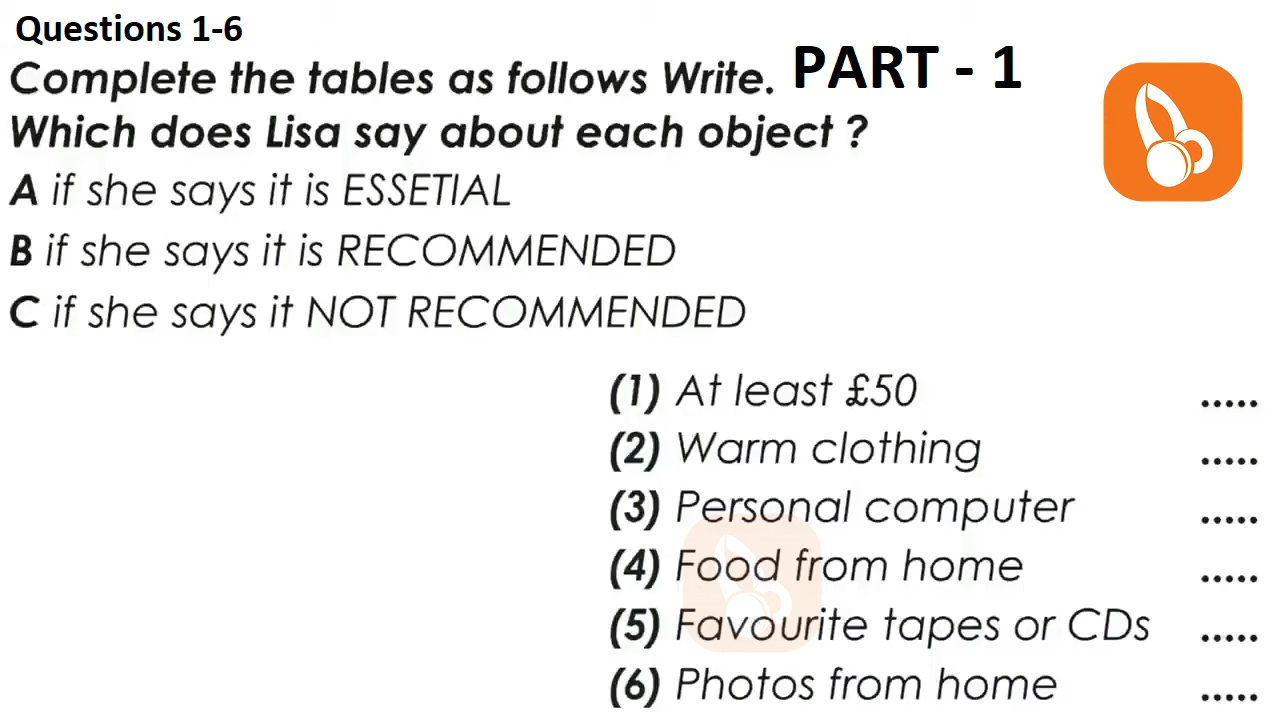 Questions 1-6
Complete the tables as follows Write. PART - 1
Which does Lisa say about each object ?
A if she says it is ESSETIAL
B if she says it is RECOMMENDED
C if she says it NOT RECOMMENDED
(1) At least £50 .....
(2) Warm clothing .....
(3) Personal computer .....
(4) Food from home .....
(5) Favourite tapes or CDs .....
(6) Photos from home .....